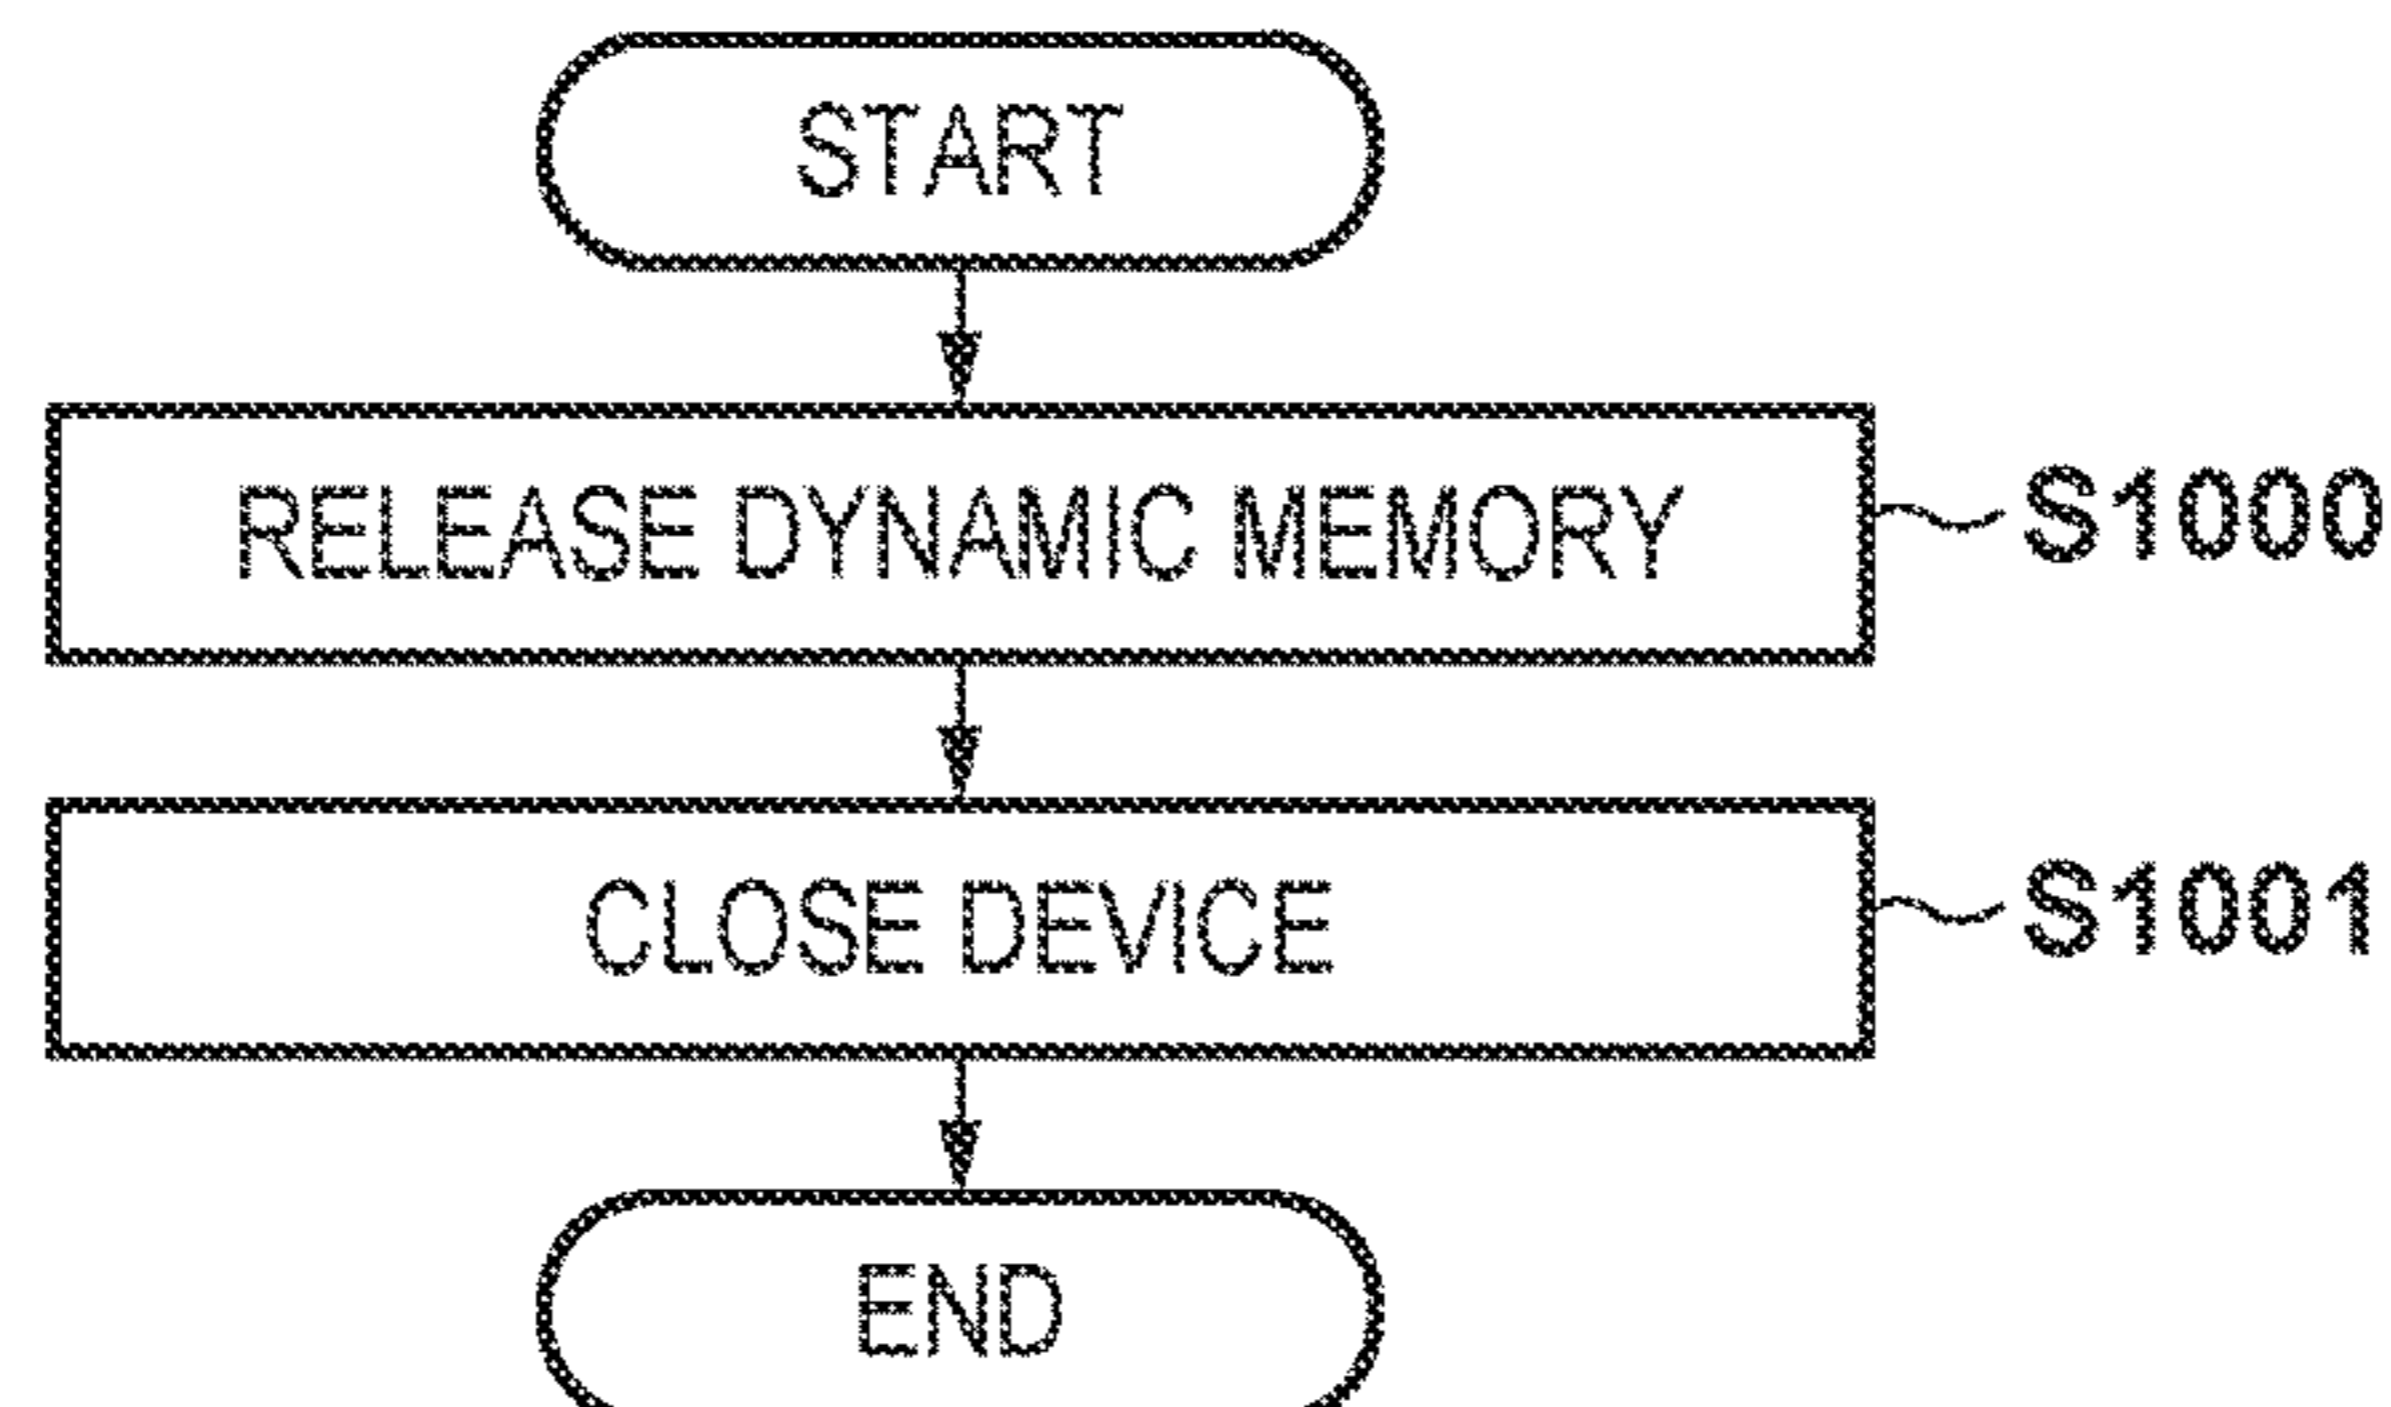 START
RELEASE DYNAMIC MEMORY
S1000
CLOSE DEVICE
S1001
END